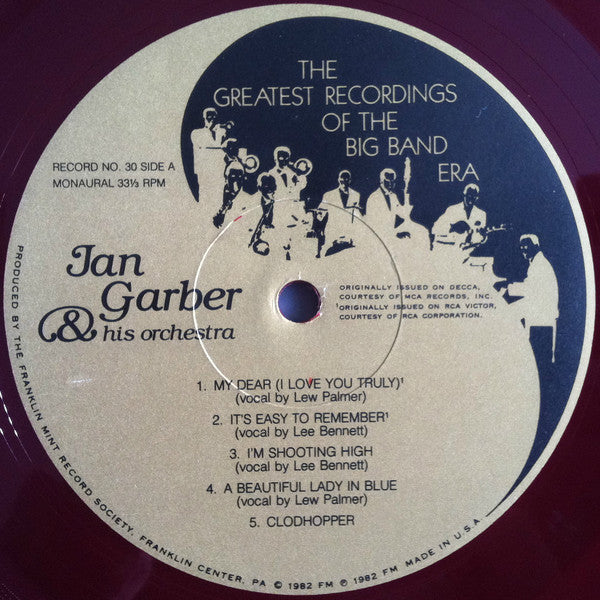 THE
GREATEST RECORDINGS
OF THE
BIG BAND
ERA
RECORD NO. 30 SIDE A
MONAURAL 33⅓ RPM
Jan
Garber
& his orchestra
ORIGINALLY ISSUED ON DECCA,
COURTESY OF MCA RECORDS, INC.
¹ORIGINALLY ISSUED ON RCA VICTOR,
COURTESY OF RCA CORPORATION.
1. MY DEAR (I LOVE YOU TRULY)¹
(vocal by Lew Palmer)
2. IT'S EASY TO REMEMBER¹
(vocal by Lee Bennett)
3. I'M SHOOTING HIGH
(vocal by Lee Bennett)
4. A BEAUTIFUL LADY IN BLUE
(vocal by Lew Palmer)
5. CLODHOPPER
PRODUCED BY THE FRANKLIN MINT RECORD SOCIETY, FRANKLIN CENTER, PA © 1982 FM ℗ 1982 FM MADE IN U.S.A.